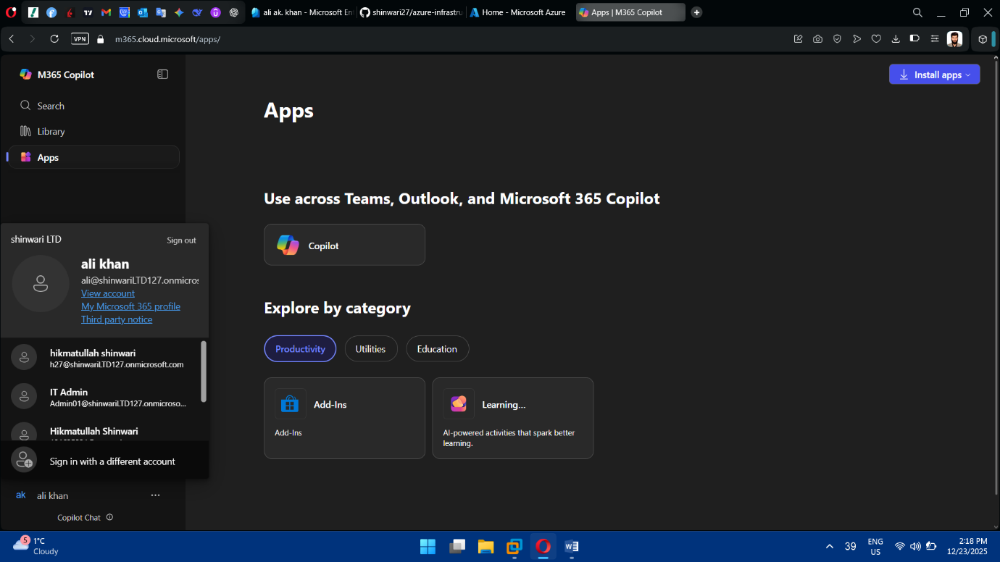 ali ak. khan - Microsoft En
shinwari27/azure-infrastru
Home - Microsoft Azure
Apps | M365 Copilot
VPN
m365.cloud.microsoft/apps/
M365 Copilot
Install apps
Search
Library
Apps
Apps
Use across Teams, Outlook, and Microsoft 365 Copilot
Copilot
shinwari LTD
Sign out
ali khan
ali@shinwariLTD127.onmicros
View account
My Microsoft 365 profile
Third party notice
Explore by category
Productivity
Utilities
Education
hikmatullah shinwari
h27@shinwariLTD127.onmicrosoft.com
IT Admin
Admin01@shinwariLTD127.onmicroso...
Hikmatullah Shinwari
Sign in with a different account
Add-Ins
Add-Ins
Learning...
AI-powered activities that spark better
learning.
ak
ali khan
Copilot Chat
5
1°C
Cloudy
39
ENG
US
2:18 PM
12/23/2025